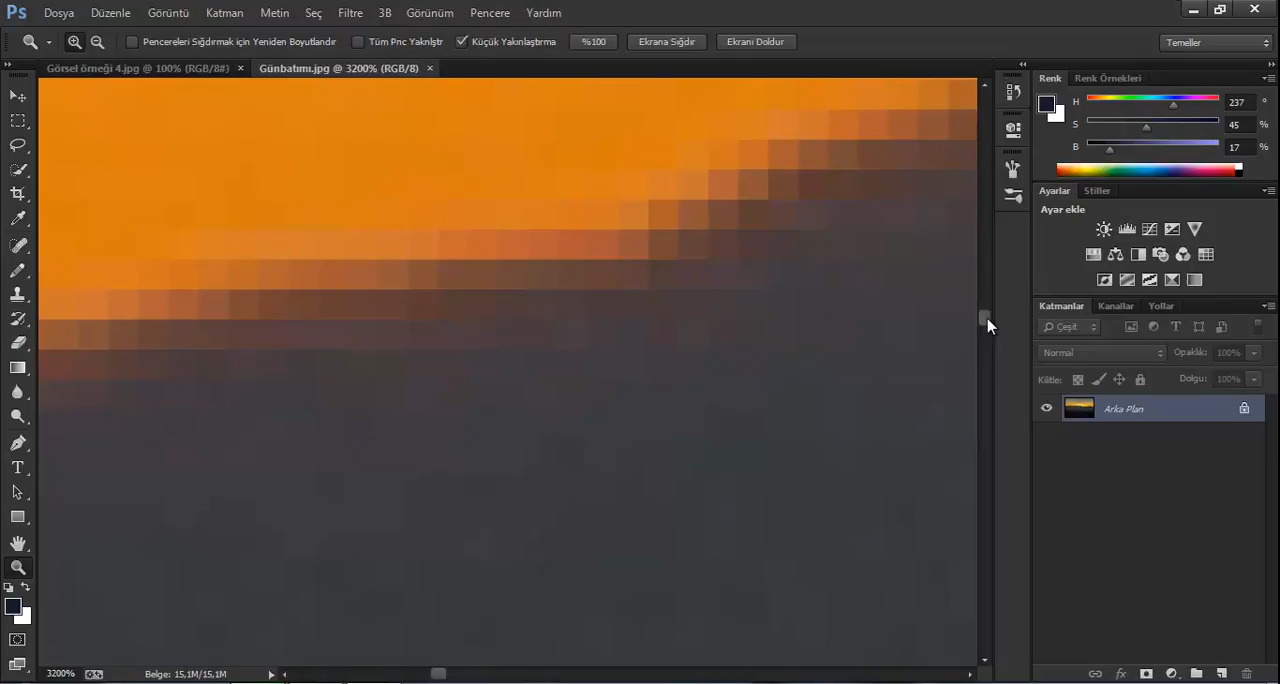 Ps Dosya Düzenle Görüntü Katman Metin Seç Filtre 3B Görünüm Pencere Yardım
Pencereleri Sığdırmak için Yeniden Boyutlandır Tüm Pnc Yaknlştr Küçük Yakınlaştırma %100 Ekrana Sığdır Ekranı Doldur Temeller
Görsel örneği 4.jpg @ 100% (RGB/8#) × Günbatımı.jpg @ 3200% (RGB/8) ×
Renk Renk Örnekleri
H 237 °
S 45 %
B 17 %
Ayarlar Stiller
Ayar ekle
Katmanlar Kanallar Yollar
Çeşit
Normal Opaklık: 100%
Kilitle: Dolgu: 100%
Arka Plan
3200% Belge: 15,1M/15,1M